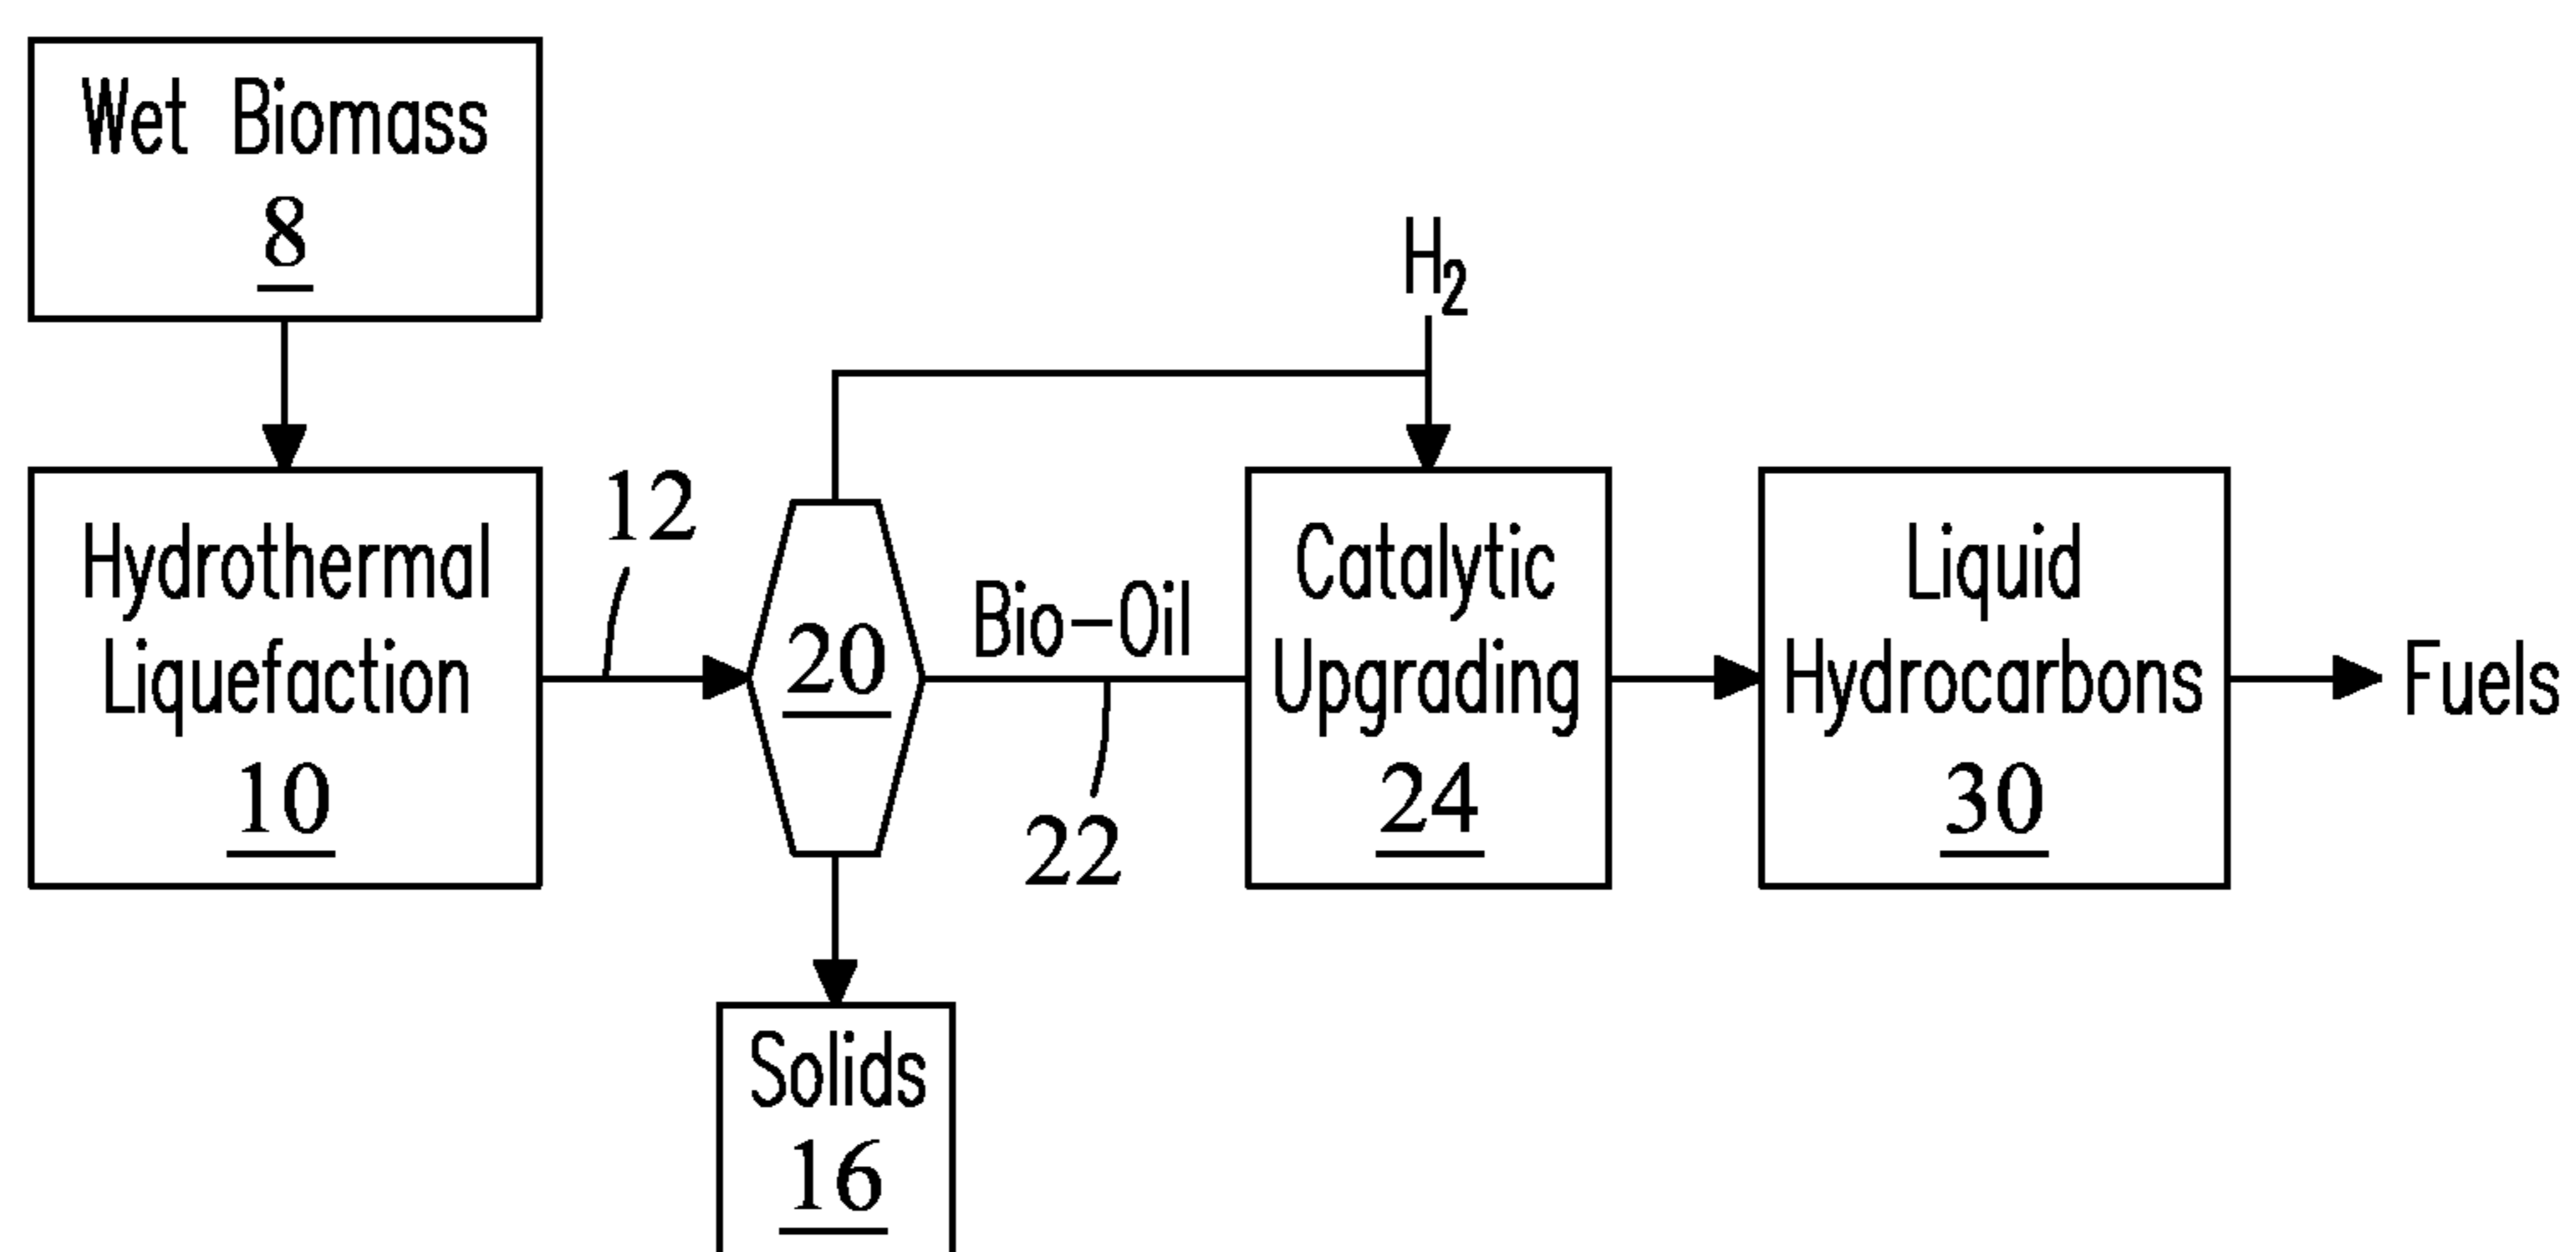 Wet Biomass
8
H2
Hydrothermal
Liquefaction
10
12
20
Bio-Oil
22
Catalytic
Upgrading
24
Liquid
Hydrocarbons
30
Fuels
Solids
16